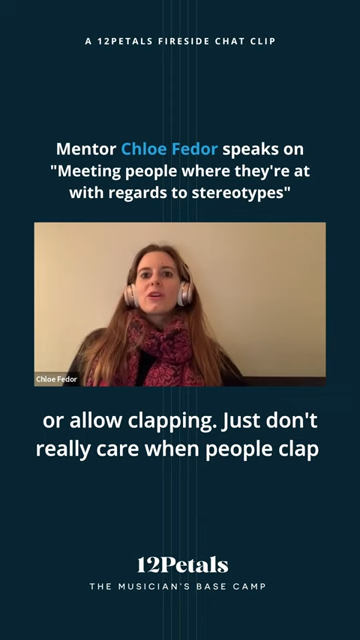 A 12PETALS FIRESIDE CHAT CLIP
Mentor Chloe Fedor speaks on
"Meeting people where they're at
with regards to stereotypes"
Chloe Fedor
or allow clapping. Just don't
really care when people clap
12Petals
THE MUSICIAN'S BASE CAMP